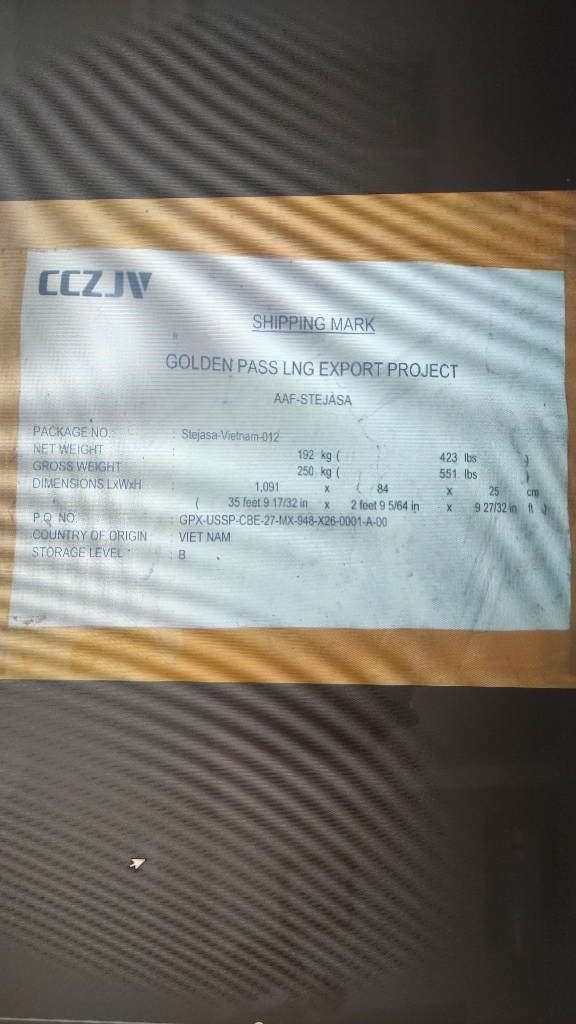 CCZJV
SHIPPING MARK
GOLDEN PASS LNG EXPORT PROJECT
AAF-STEJASA
PACKAGE NO. : Stejasa-Vietnam-012
NET WEIGHT : 192 kg ( 423 lbs )
GROSS WEIGHT 250 kg ( 551 lbs )
DIMENSIONS LxWxH : 1,091 x ( 84 x 25 cm
( 35 feet 9 17/32 in x 2 feet 9 5/64 in x 9 27/32 in ft )
P.O. NO. : GPX-USSP-CBE-27-MX-948-X26-0001-A-00
COUNTRY OF ORIGIN : VIET NAM
STORAGE LEVEL : B